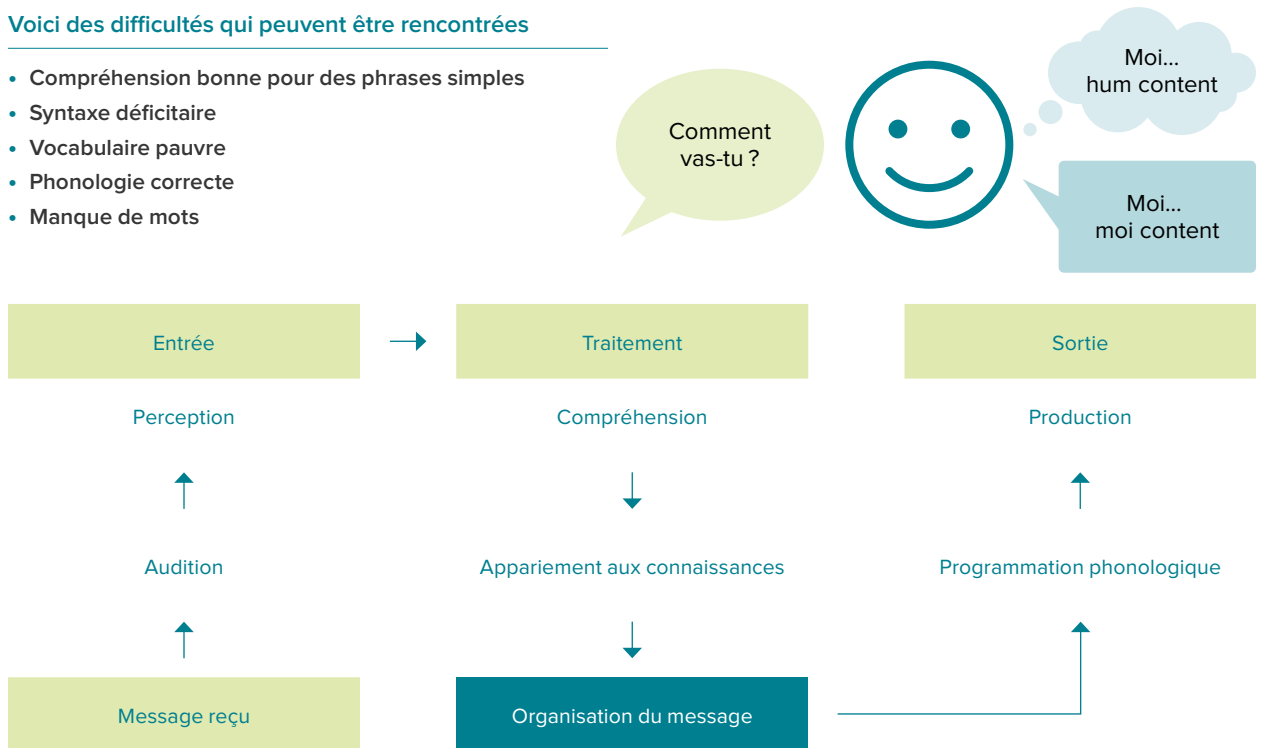 Voici des difficultés qui peuvent être rencontrées
• Compréhension bonne pour des phrases simples
• Syntaxe déficitaire
• Vocabulaire pauvre
• Phonologie correcte
• Manque de mots
Comment
vas-tu ?
Moi...
hum content
Moi...
moi content
Entrée
Traitement
Sortie
Perception
Compréhension
Production
Audition
Appariement aux connaissances
Programmation phonologique
Message reçu
Organisation du message